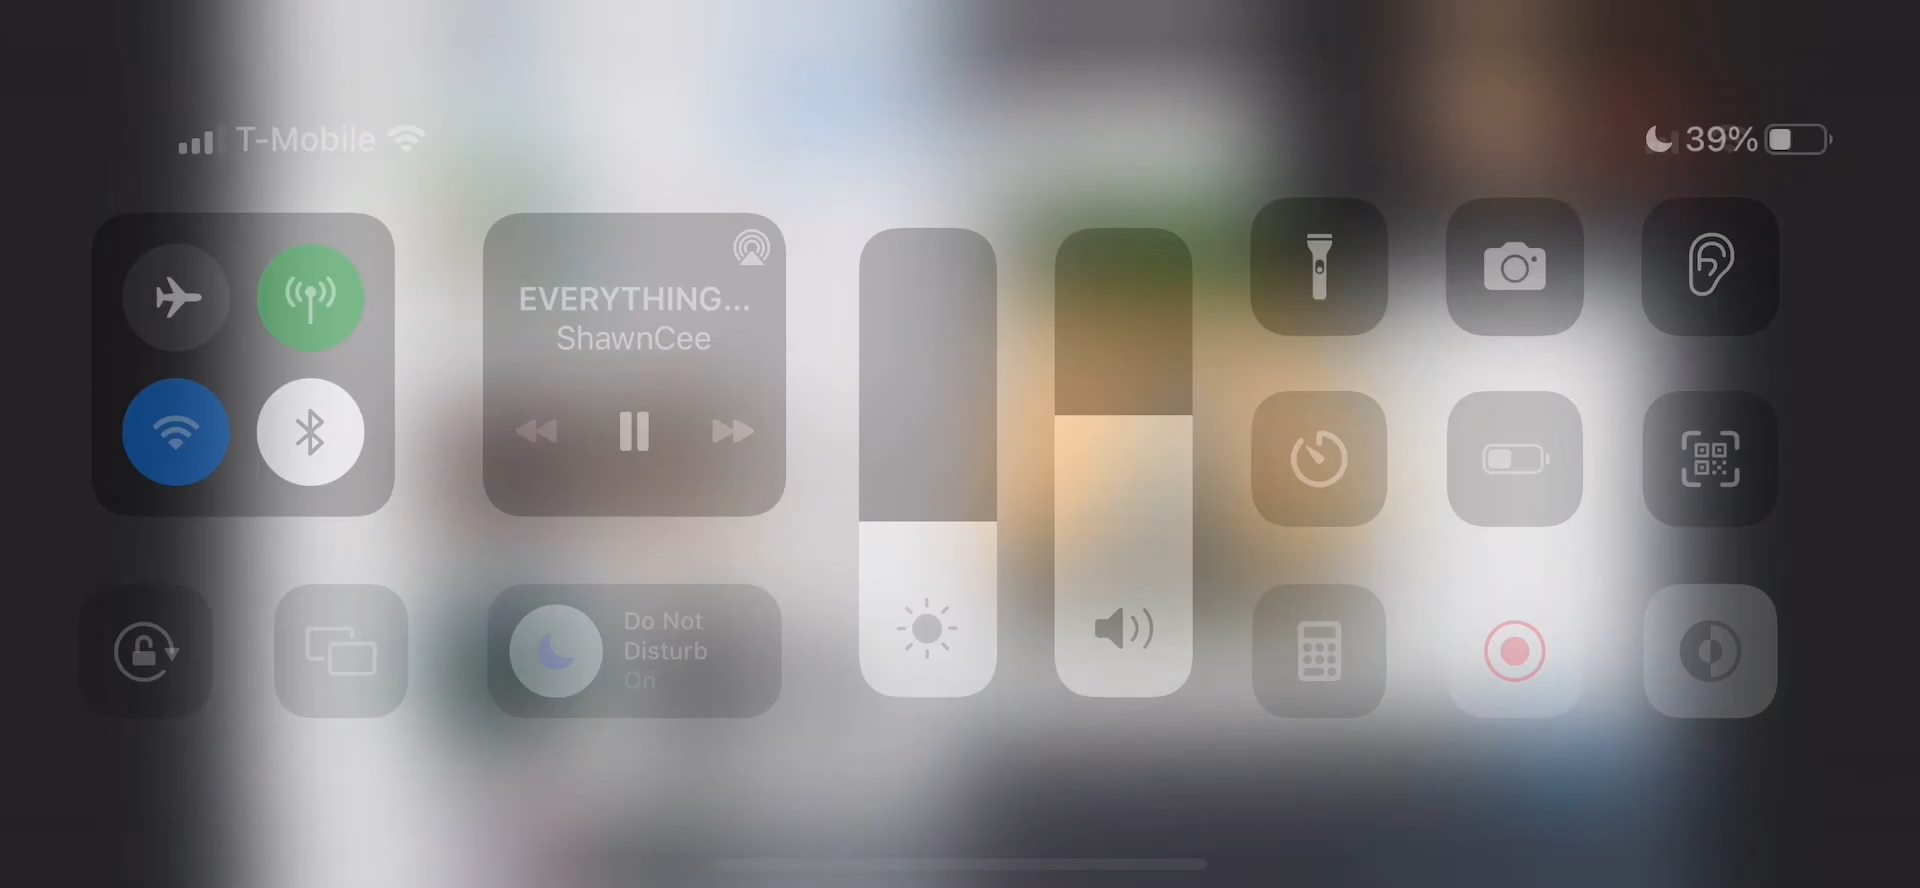 T-Mobile
39%
EVERYTHING...
ShawnCee
Do Not
Disturb
On